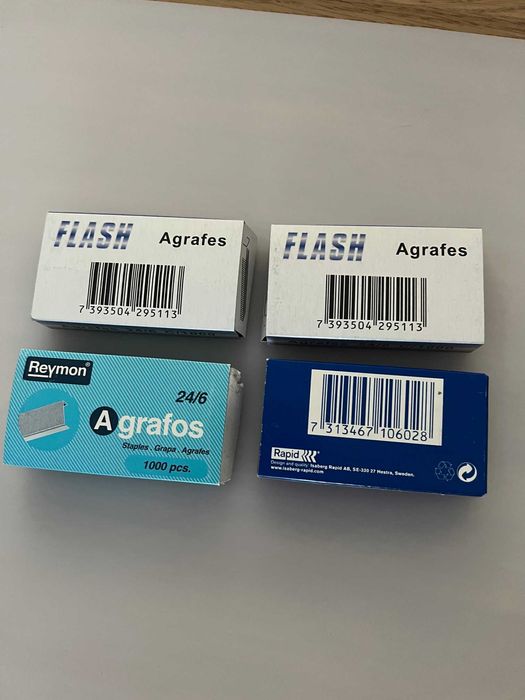 FLASH Agrafes
7 393504 295113
FLASH Agrafes
7 393504 295113
Reymon®
24/6
Agrafos
Staples . Grapa . Agrafes
1000 pcs.
7 313467 106028
Rapid
Design and quality: Isaberg Rapid AB, SE-330 27 Hestra, Sweden.
www.isaberg-rapid.com